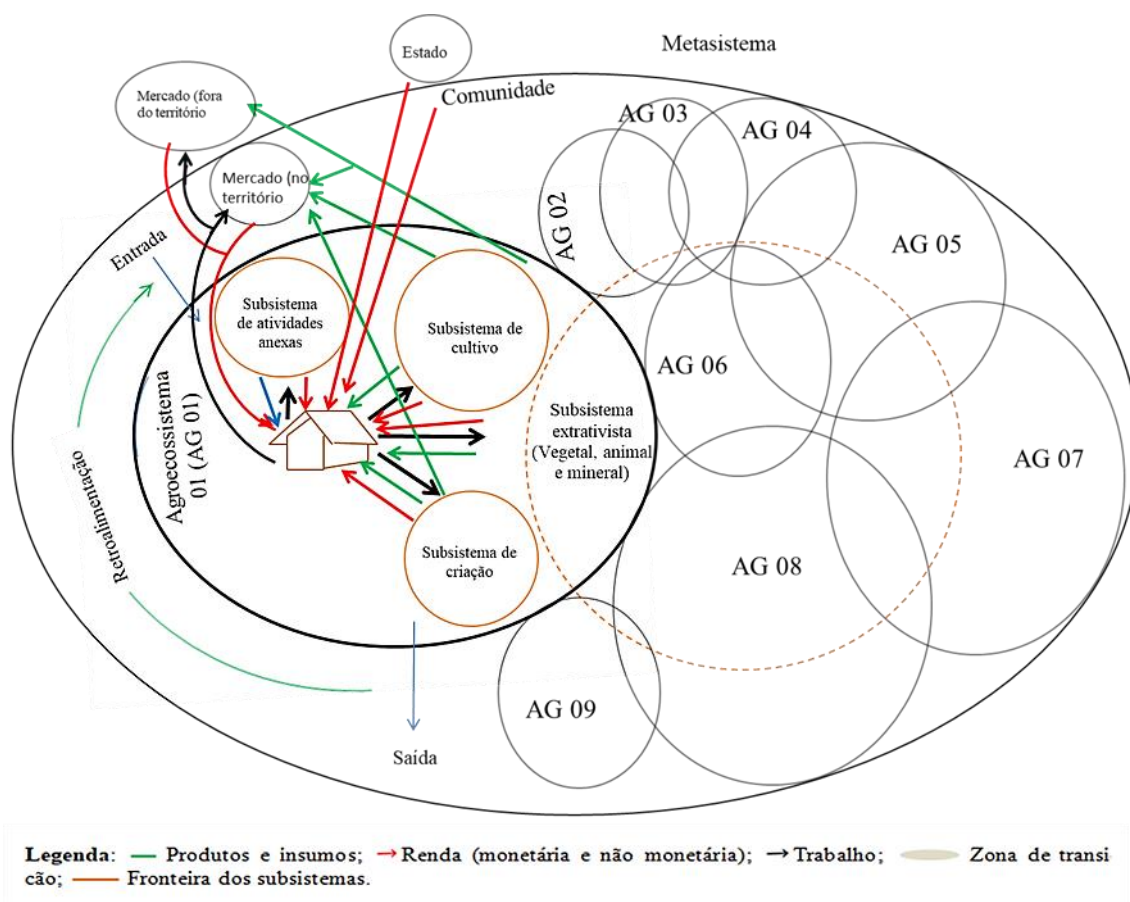 Metasistema
Estado
Comunidade
Mercado (fora
do território
Mercado (no
território
AG 03
AG 04
AG 02
AG 05
Entrada
Subsistema
de atividades
anexas
Subsistema de
cultivo
AG 06
Agroecossistema
01 (AG 01)
Subsistema
extrativista
(Vegetal, animal
e mineral)
AG 07
Retroalimentação
Subsistema de
criação
AG 08
AG 09
Saída
Legenda: Produtos e insumos; Renda (monetária e não monetária); Trabalho; Zona de transi
cão; Fronteira dos subsistemas.